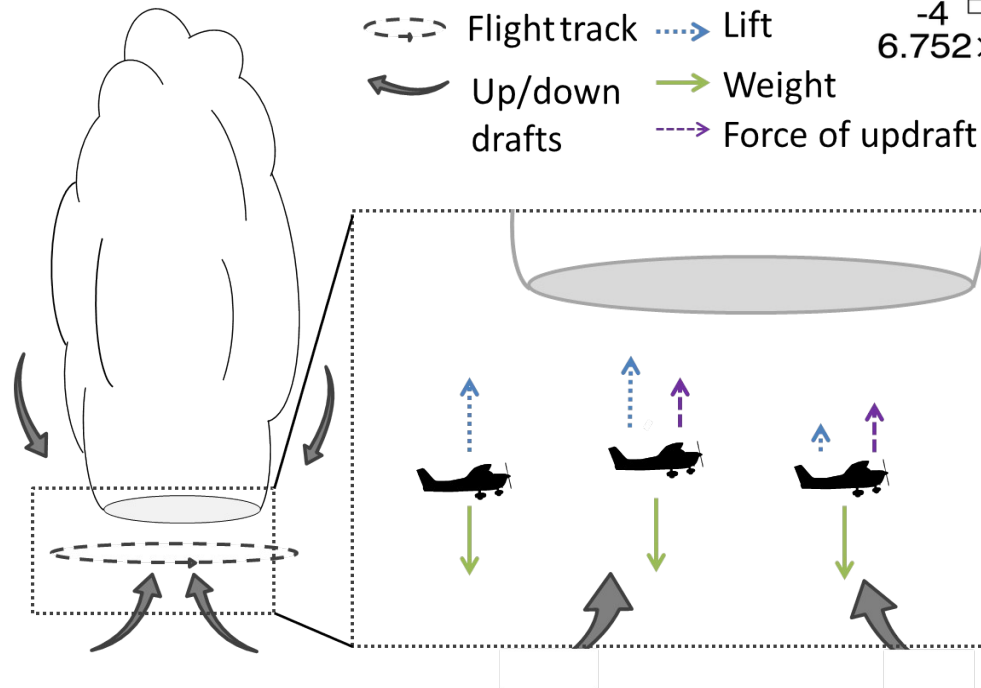 Flight track
Lift
-4
6.752
Up/down
drafts
Weight
Force of updraft